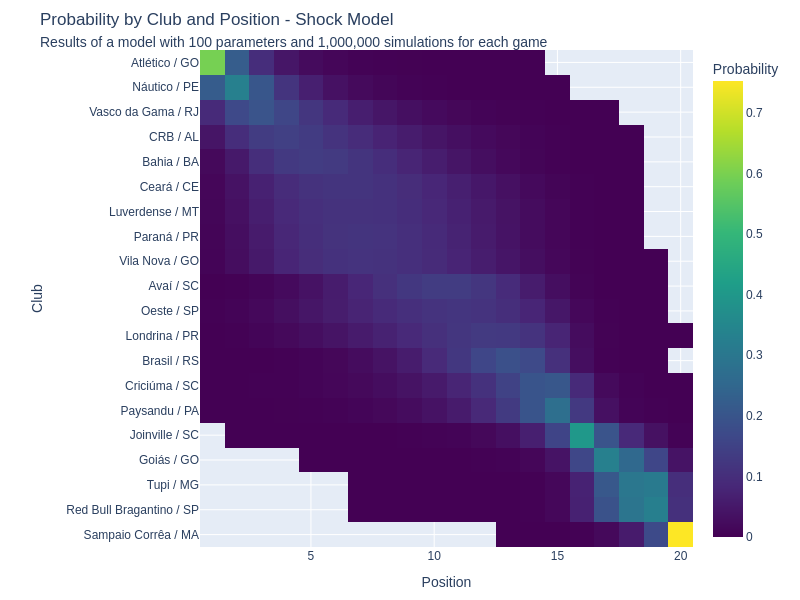 Probability by Club and Position - Shock Model
Results of a model with 100 parameters and 1,000,000 simulations for each game
Probability
Atlético / GO
Náutico / PE
Vasco da Gama / RJ
CRB / AL
Bahia / BA
Ceará / CE
Luverdense / MT
Paraná / PR
Vila Nova / GO
Avaí / SC
Oeste / SP
Londrina / PR
Brasil / RS
Criciúma / SC
Paysandu / PA
Joinville / SC
Goiás / GO
Tupi / MG
Red Bull Bragantino / SP
Sampaio Corrêa / MA
Club
5
10
15
20
Position
0.7
0.6
0.5
0.4
0.3
0.2
0.1
0